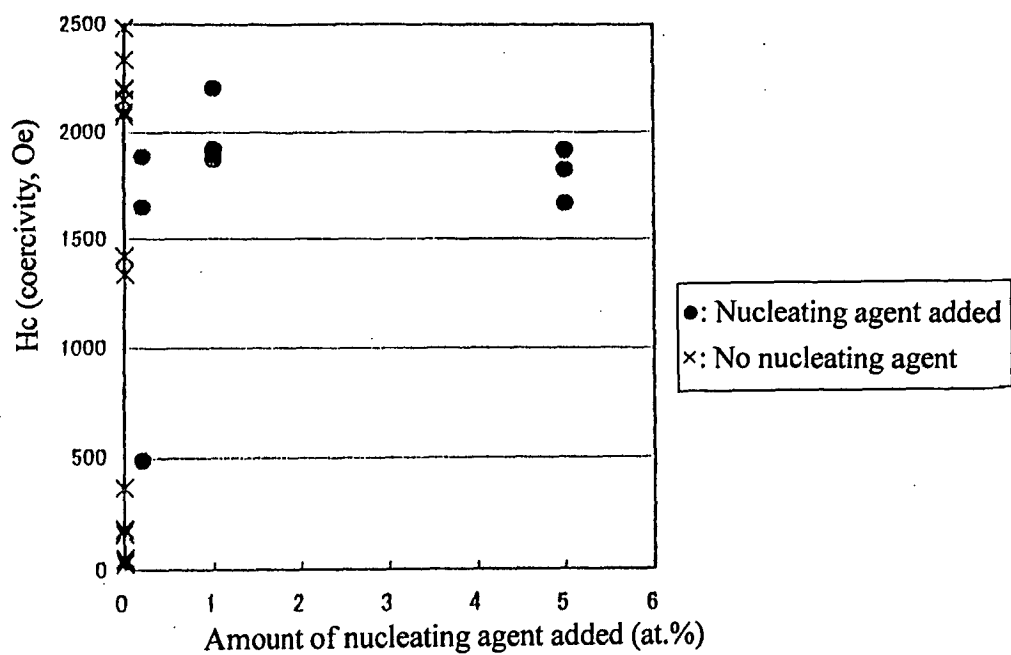 2500
2000
1500
1000
500
0
Hc (coercivity, Oe)
0 1 2 3 4 5 6
Amount of nucleating agent added (at.%)
●: Nucleating agent added
×: No nucleating agent